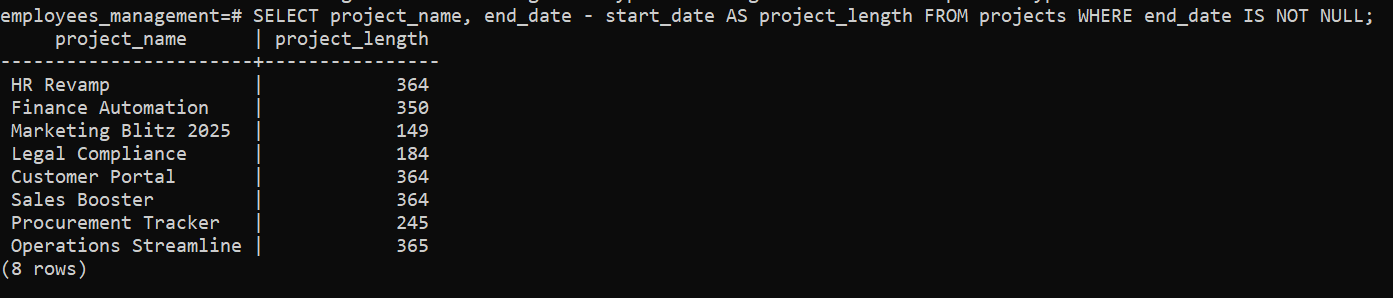 employees_management=# SELECT project_name, end_date - start_date AS project_length FROM projects WHERE end_date IS NOT NULL;
     project_name      | project_length
-----------------------+----------------
 HR Revamp             |            364
 Finance Automation    |            350
 Marketing Blitz 2025  |            149
 Legal Compliance      |            184
 Customer Portal       |            364
 Sales Booster         |            364
 Procurement Tracker   |            245
 Operations Streamline |            365
(8 rows)